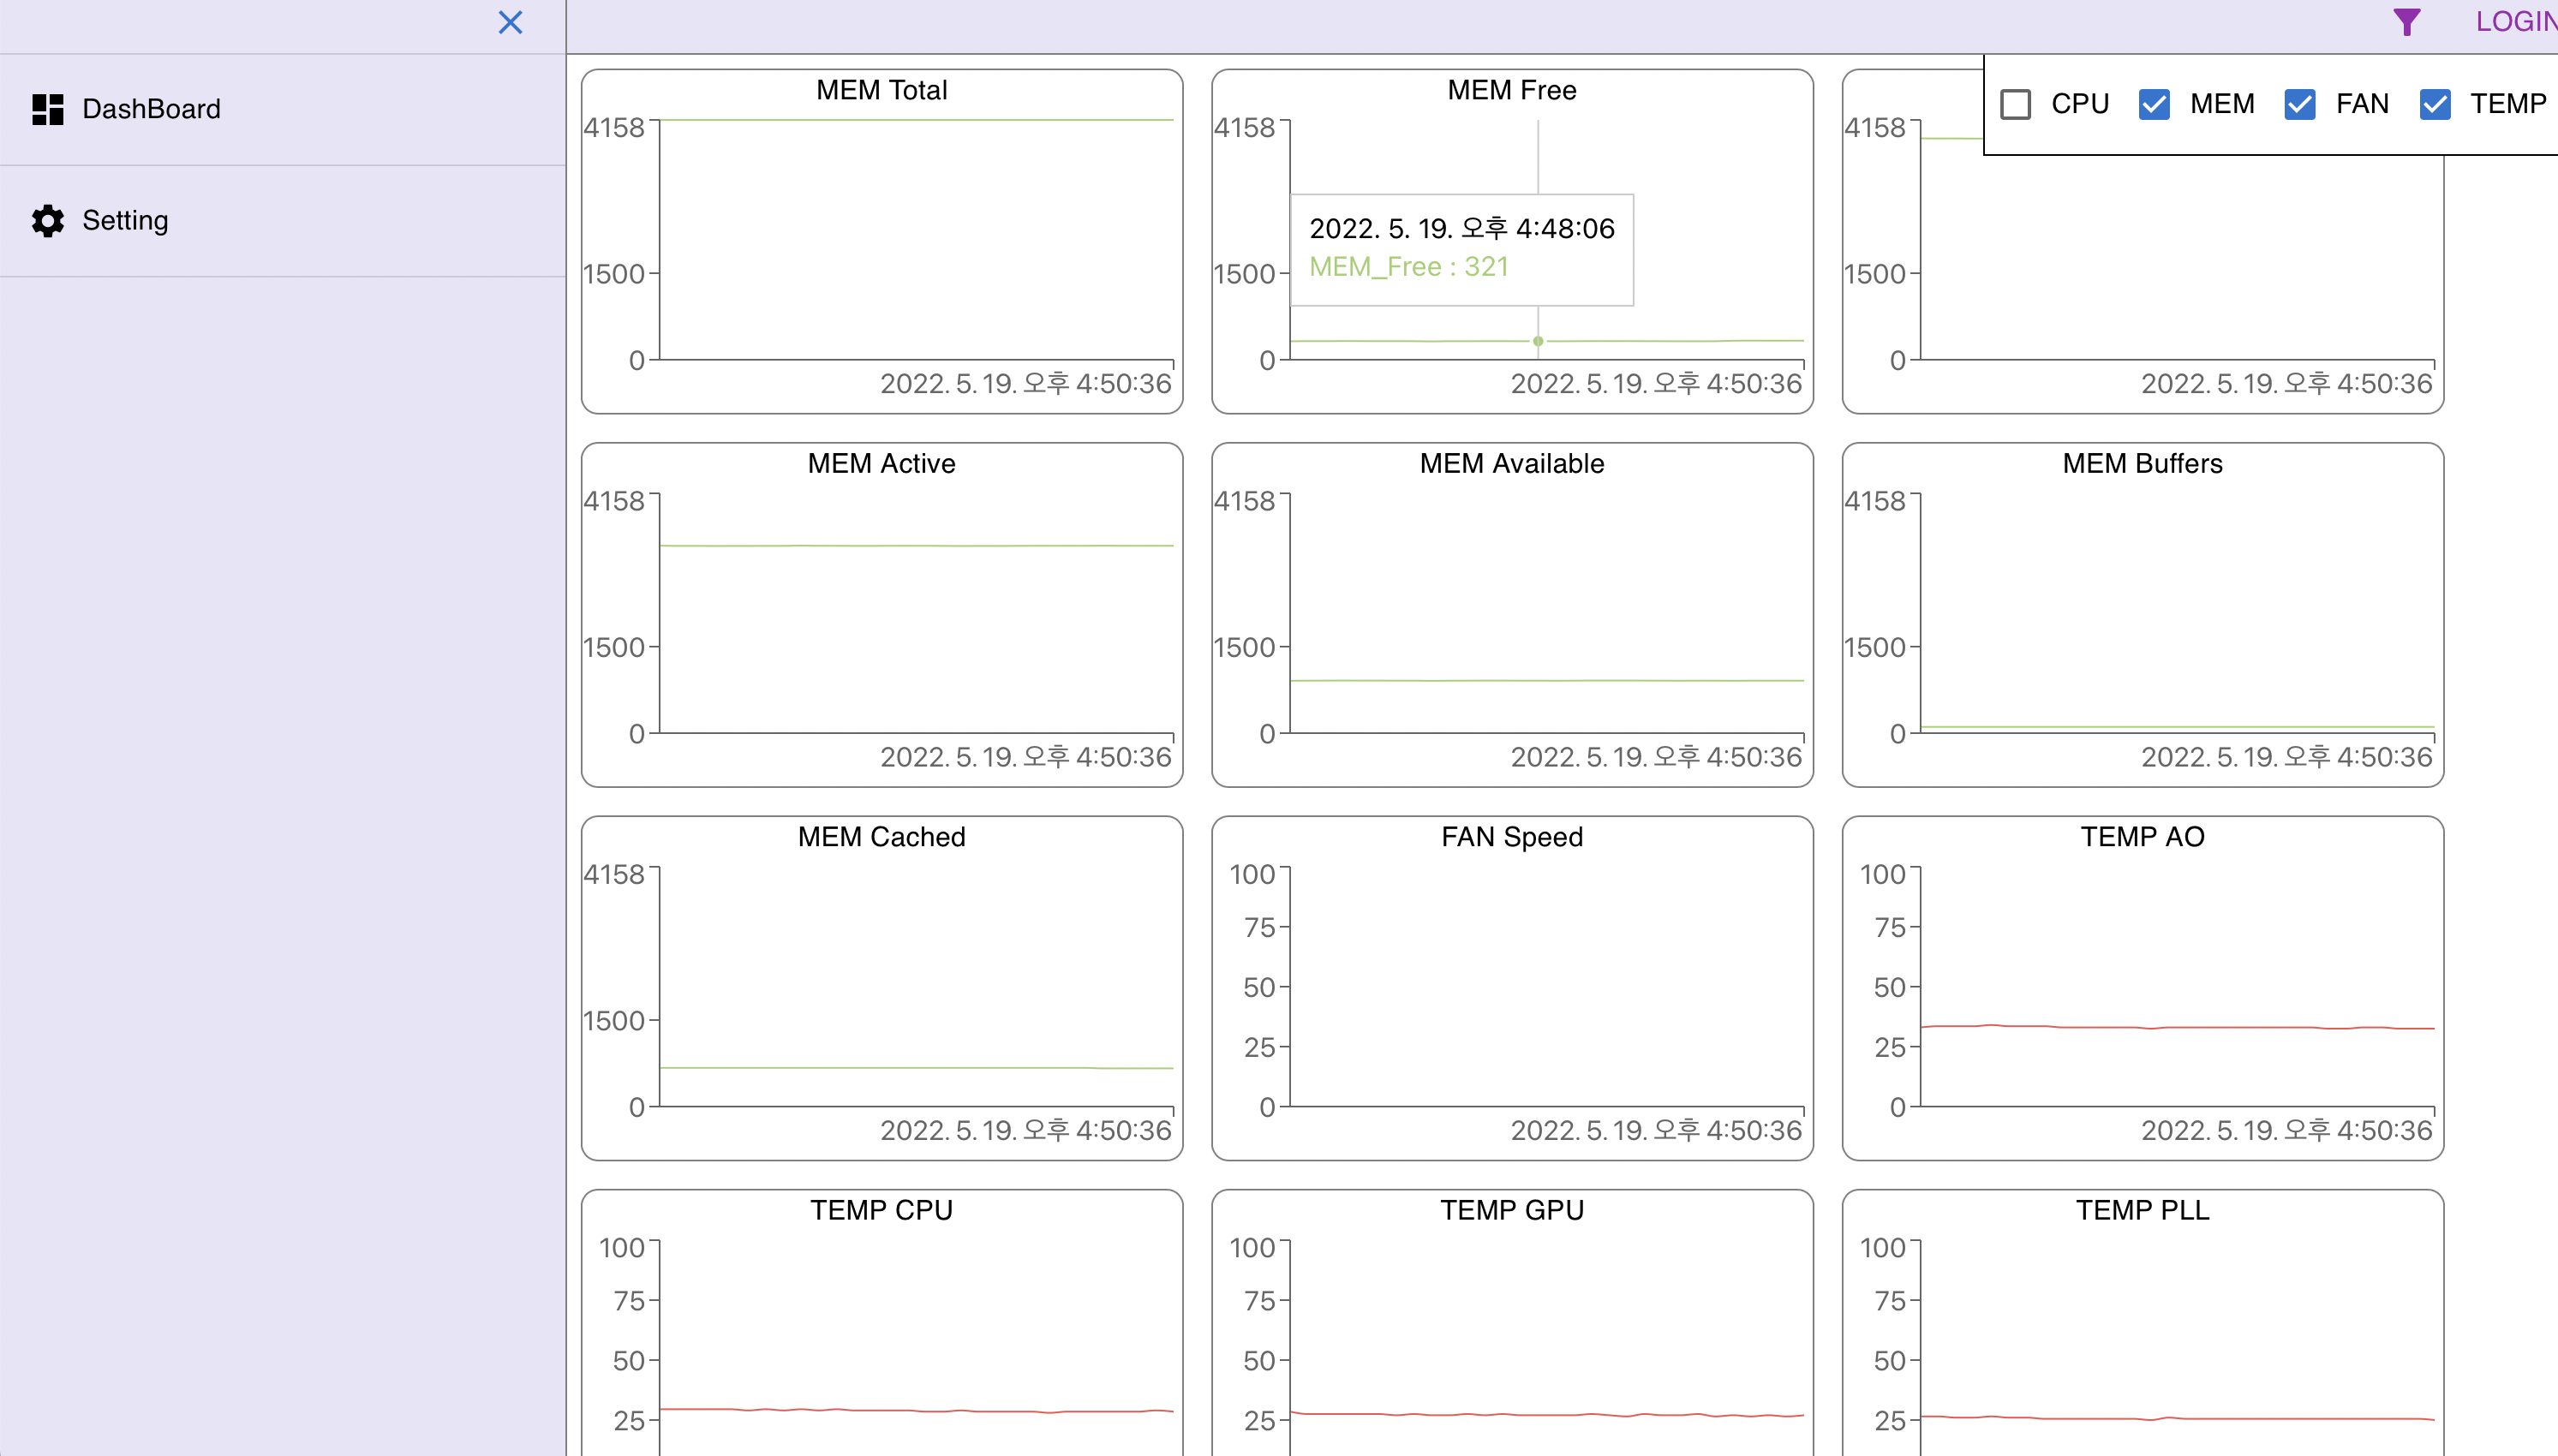 LOGIN
DashBoard
Setting
CPU MEM FAN TEMP
MEM Total
4158
1500
0
2022. 5. 19. 오후 4:50:36
MEM Free
4158
1500
0
2022. 5. 19. 오후 4:48:06
MEM_Free : 321
2022. 5. 19. 오후 4:50:36
4158
1500
0
2022. 5. 19. 오후 4:50:36
MEM Active
4158
1500
0
2022. 5. 19. 오후 4:50:36
MEM Available
4158
1500
0
2022. 5. 19. 오후 4:50:36
MEM Buffers
4158
1500
0
2022. 5. 19. 오후 4:50:36
MEM Cached
4158
1500
0
2022. 5. 19. 오후 4:50:36
FAN Speed
100
75
50
25
0
2022. 5. 19. 오후 4:50:36
TEMP AO
100
75
50
25
0
2022. 5. 19. 오후 4:50:36
TEMP CPU
100
75
50
25
TEMP GPU
100
75
50
25
TEMP PLL
100
75
50
25